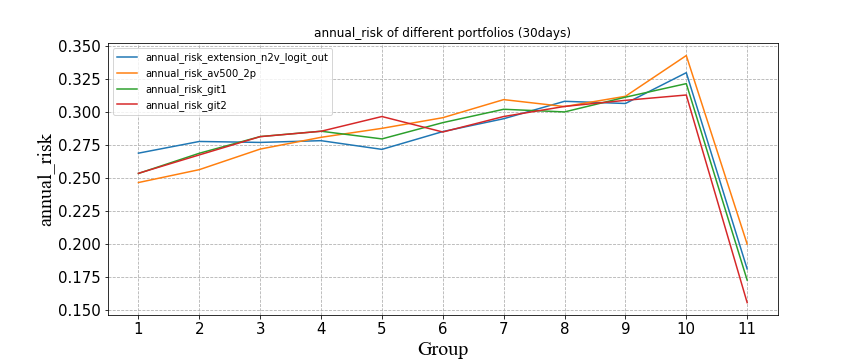 annual_risk of different portfolios (30days)
annual_risk_extension_n2v_logit_out
annual_risk_av500_2p
annual_risk_git1
annual_risk_git2
annual_risk
0.350
0.325
0.300
0.275
0.250
0.225
0.200
0.175
0.150
1 2 3 4 5 6 7 8 9 10 11
Group